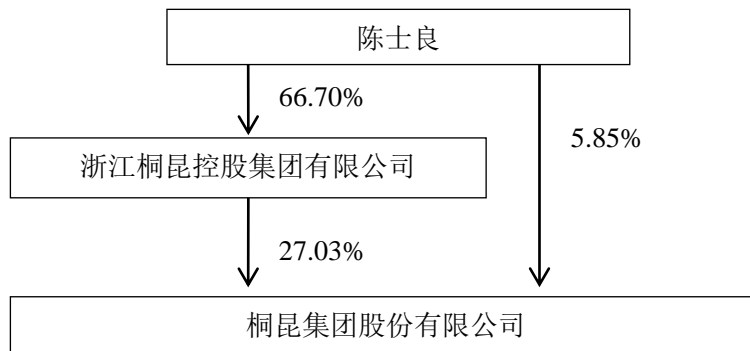 陈士良
66.70%
5.85%
浙江桐昆控股集团有限公司
27.03%
桐昆集团股份有限公司